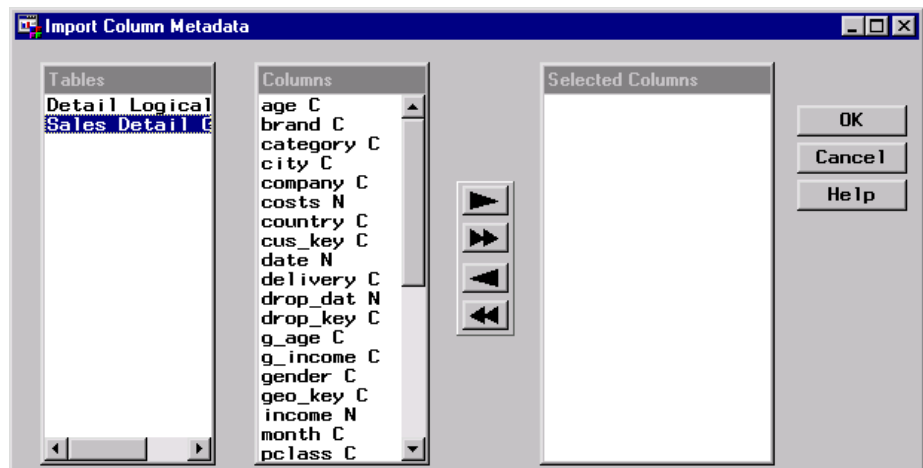 Import Column Metadata
Tables
Detail Logical
Sales Detail G
Columns
age C
brand C
category C
city C
company C
costs N
country C
cus_key C
date N
delivery C
drop_dat N
drop_key C
g_age C
g_income C
gender C
geo_key C
income N
month C
pclass C
Selected Columns
OK
Cancel
Help